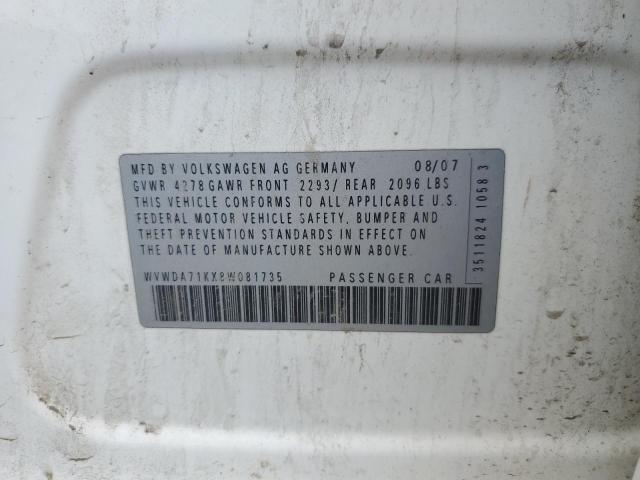 MFD BY VOLKSWAGEN AG GERMANY 08/07
GVWR 4278 GAWR FRONT 2293/ REAR 2096 LBS
THIS VEHICLE CONFORMS TO ALL APPLICABLE U.S.
FEDERAL MOTOR VEHICLE SAFETY, BUMPER AND
THEFT PREVENTION STANDARDS IN EFFECT ON
THE DATE OF MANUFACTURE SHOWN ABOVE.
WVWDA71KX8W081735 PASSENGER CAR
3511824 1058 3